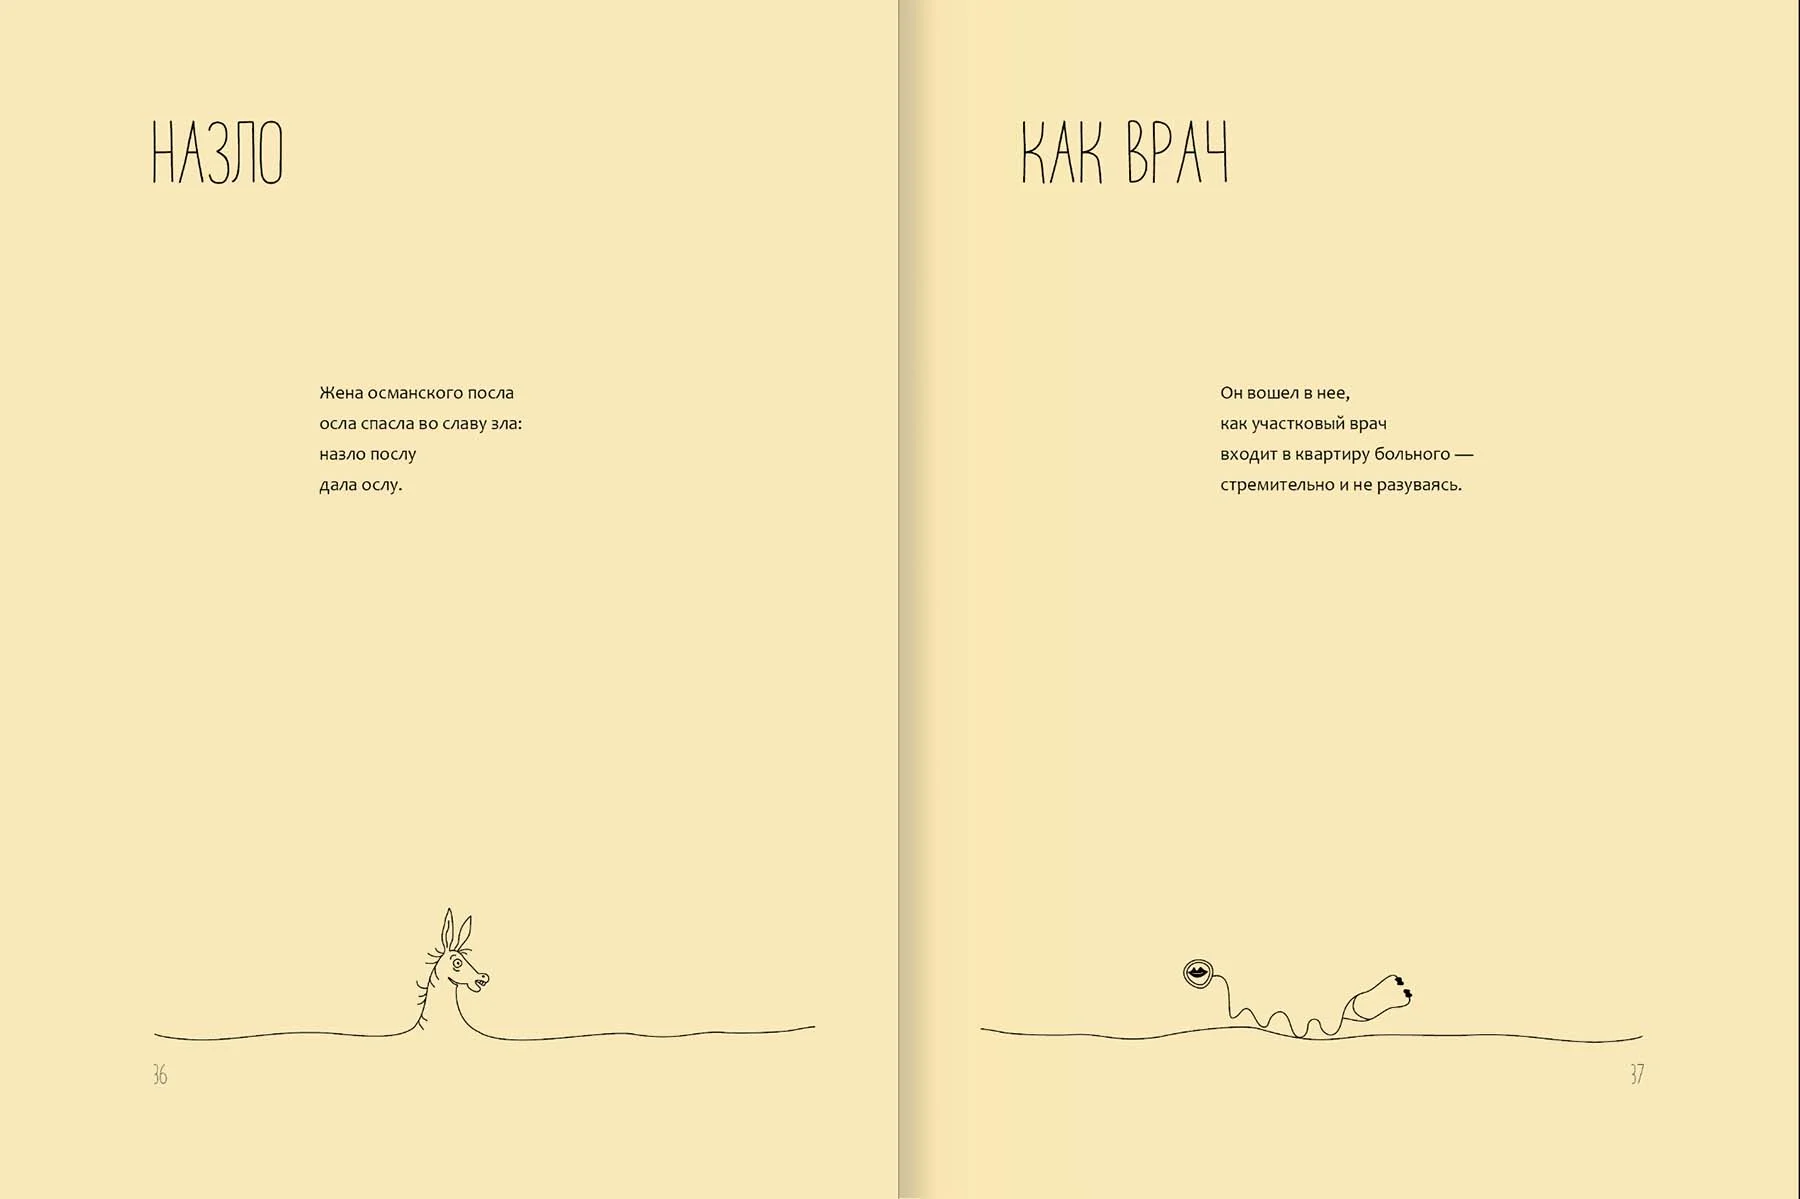 НАЗЛО
Жена османского посла
осла спасла во славу зла:
назло послу
дала ослу.
36
КАК ВРАЧ
Он вошел в нее,
как участковый врач
входит в квартиру больного —
стремительно и не разуваясь.
37